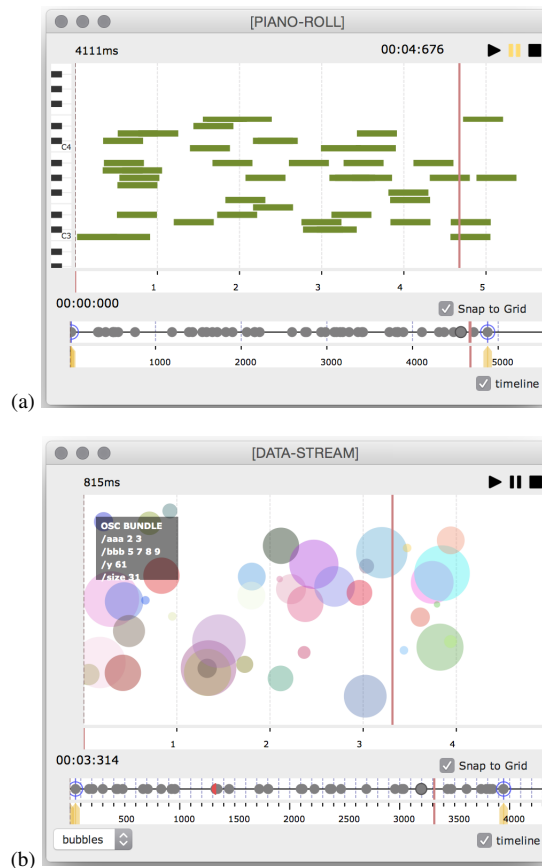 [PIANO-ROLL]
4111ms 00:04:676
C4
C3
1 2 3 4 5
00:00:000 Snap to Grid
1000 2000 3000 4000 5000
timeline
(a)
[DATA-STREAM]
815ms
OSC BUNDLE
/aaa 2 3
/bbb 5 7 8 9
/y 61
/size 31
1 2 3 4
00:03:314 Snap to Grid
500 1000 1500 2000 2500 3000 3500 4000
bubbles timeline
(b)